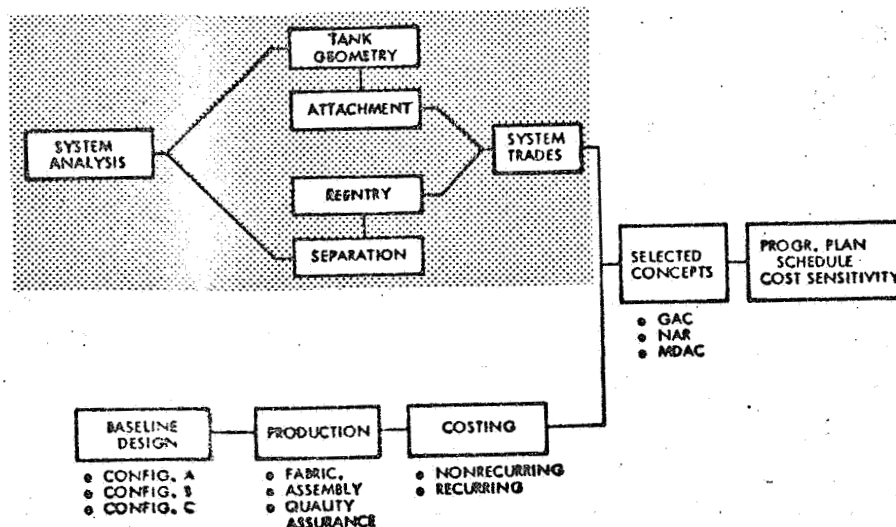 TANK
GEOMETRY
ATTACHMENT
SYSTEM
ANALYSIS
SYSTEM
TRADES
REENTRY
SEPARATION
SELECTED
CONCEPTS
PROGR. PLAN
SCHEDULE
COST SENSITIVITY
• GAC
• NAR
• MDAC
BASELINE
DESIGN
PRODUCTION
COSTING
• CONFIG. A
• CONFIG. B
• CONFIG. C
• FABRIC.
• ASSEMBLY
• QUALITY
ASSURANCE
• NONRECURRING
• RECURRING